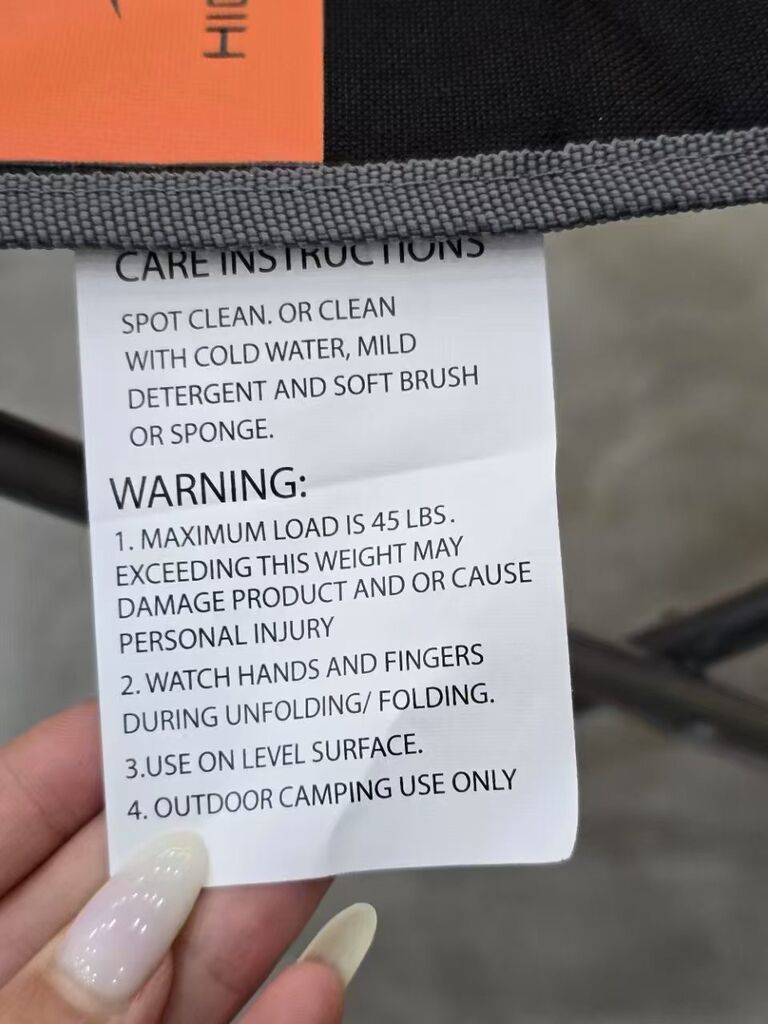 CARE INSTRUCTIONS
SPOT CLEAN. OR CLEAN
WITH COLD WATER, MILD
DETERGENT AND SOFT BRUSH
OR SPONGE.
WARNING:
1. MAXIMUM LOAD IS 45 LBS.
EXCEEDING THIS WEIGHT MAY
DAMAGE PRODUCT AND OR CAUSE
PERSONAL INJURY
2. WATCH HANDS AND FINGERS
DURING UNFOLDING/ FOLDING.
3.USE ON LEVEL SURFACE.
4. OUTDOOR CAMPING USE ONLY